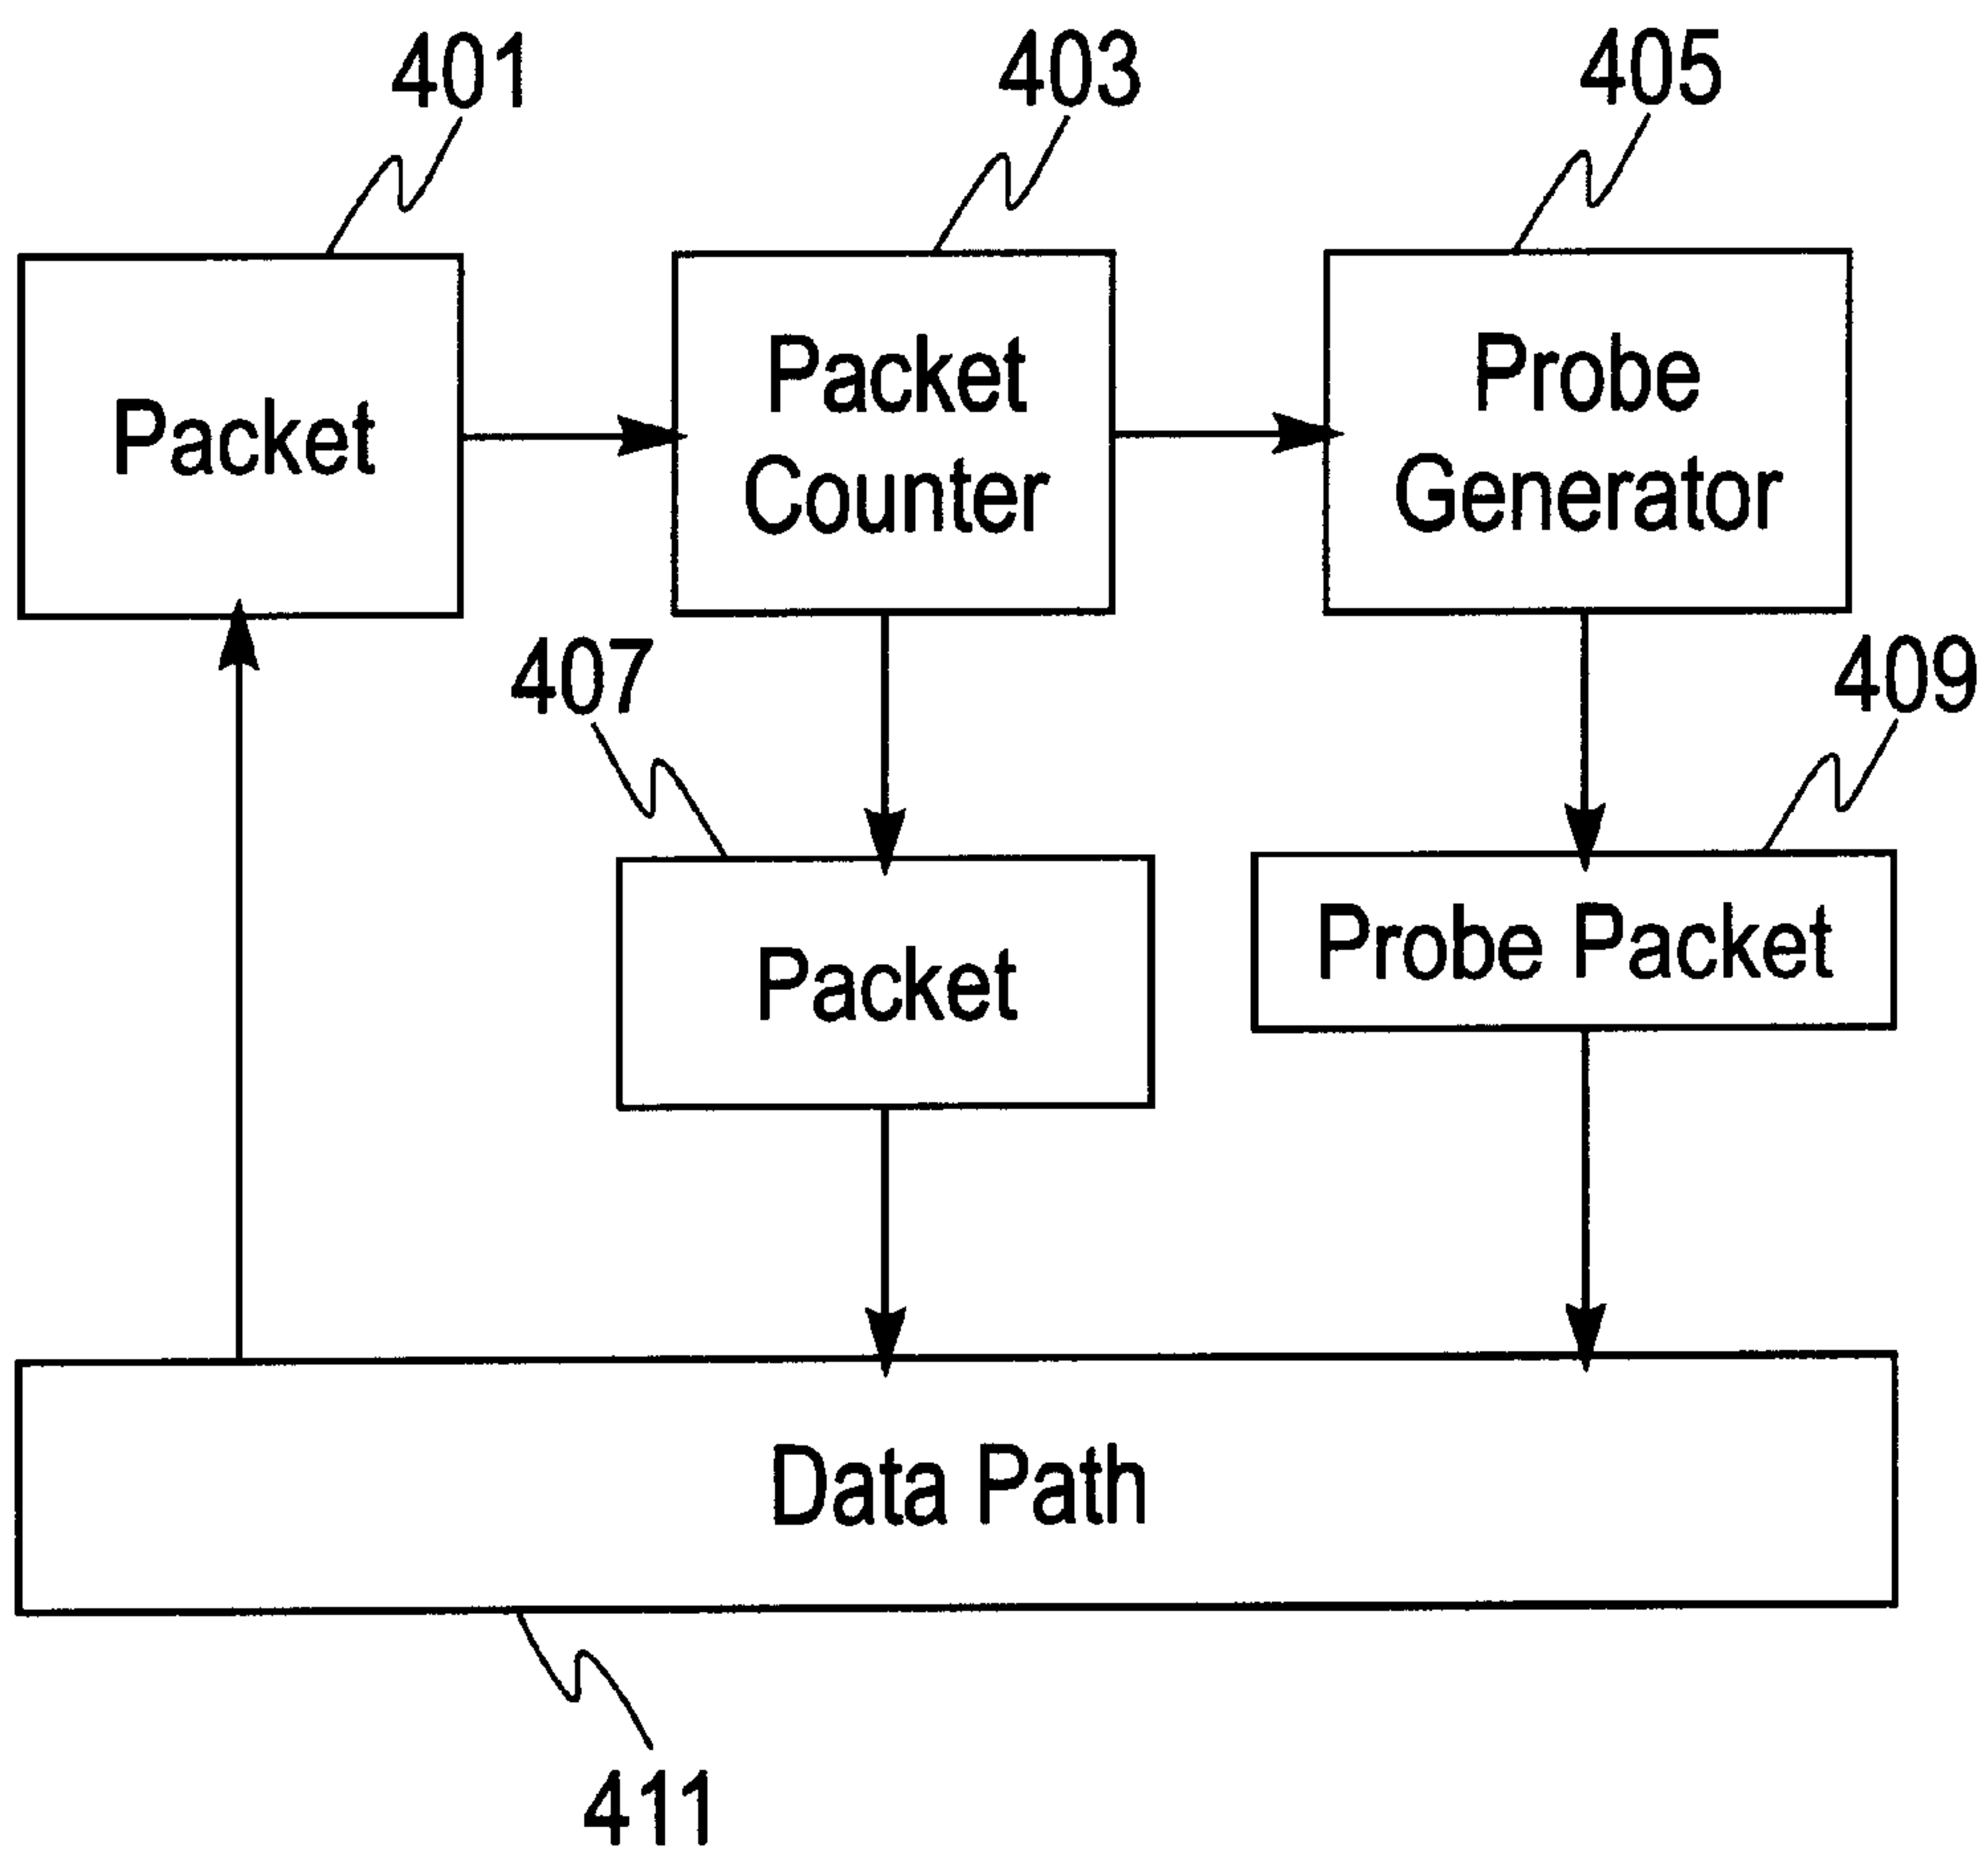 401
403
405
Packet
Packet
Counter
Probe
Generator
407
409
Packet
Probe Packet
Data Path
411